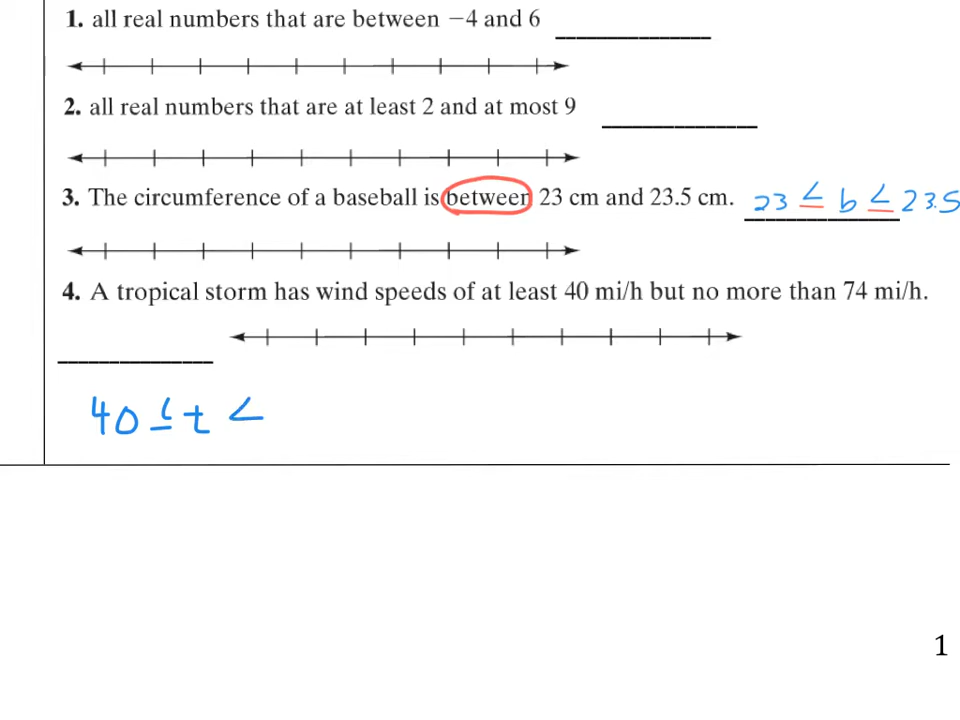 1. all real numbers that are between −4 and 6 ______________
2. all real numbers that are at least 2 and at most 9 ______________
3. The circumference of a baseball is between 23 cm and 23.5 cm. 23 ≤ b ≤ 23.5
4. A tropical storm has wind speeds of at least 40 mi/h but no more than 74 mi/h.
______________
40 ≤ t <
1